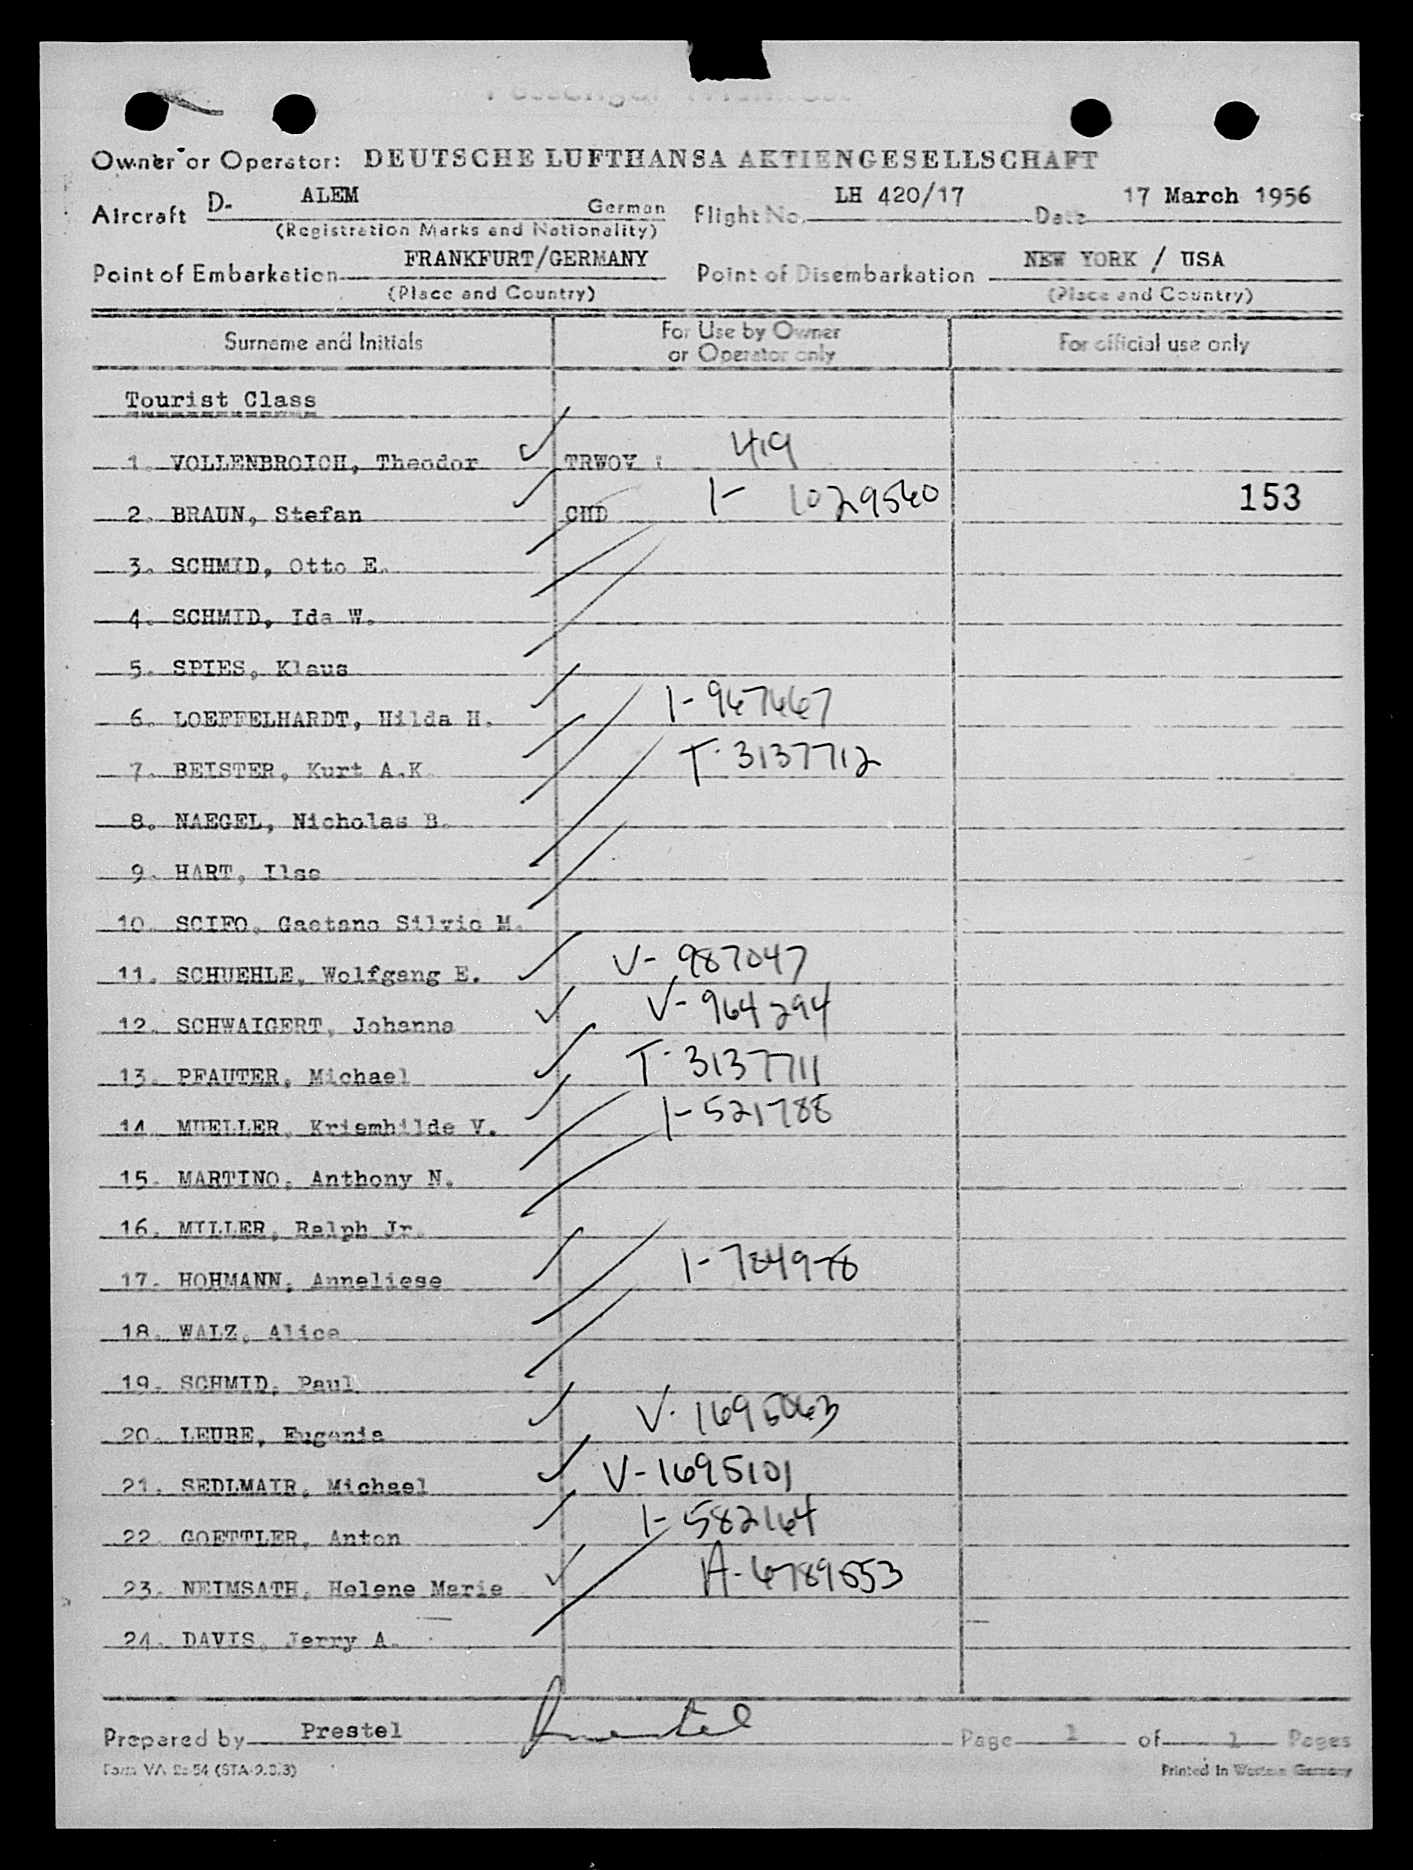 Passenger Manifest
Owner or Operator: DEUTSCHE LUFTHANSA AKTIENGESELLSCHAFT
Aircraft D- ALEM German Flight No. LH 420/17 Date 17 March 1956
(Registration Marks and Nationality)
Point of Embarkation FRANKFURT/GERMANY Point of Disembarkation NEW YORK / USA
(Place and Country) (Place and Country)
Surname and Initials For Use by Owner or Operator only For official use only
Tourist Class
1. VOLLENBROICH, Theodor TRWOV 419
2. BRAUN, Stefan CHD 1- 1029560 153
3. SCHMID, Otto E.
4. SCHMID, Ida W.
5. SPIES, Klaus
6. LOEFFELHARDT, Hilda H. 1-967667
7. BEISTER, Kurt A.K. T-3137712
8. NAEGEL, Nicholas B.
9. HART, Ilse
10. SCIFO, Gaetano Silvio M.
11. SCHUEHLE, Wolfgang E. V-987047
12. SCHWAIGERT, Johanna V-964294
13. PFAUTER, Michael T-3137711
14. MUELLER, Kriemhilde V. 1-521788
15. MARTINO, Anthony N.
16. MILLER, Ralph Jr.
17. HOHMANN, Anneliese 1-784978
18. WALZ, Alice
19. SCHMID, Paul
20. LEUBE, Eugenie V-1695063
21. SEDLMAIR, Michael V-1695101
22. GOETTLER, Anton 1-582164
23. NEIMSATH, Helene Marie A-6789553
24. DAVIS, Jerry A.
Prepared by Prestel Prestel Page 1 of 1 Pages
Printed in Western Germany